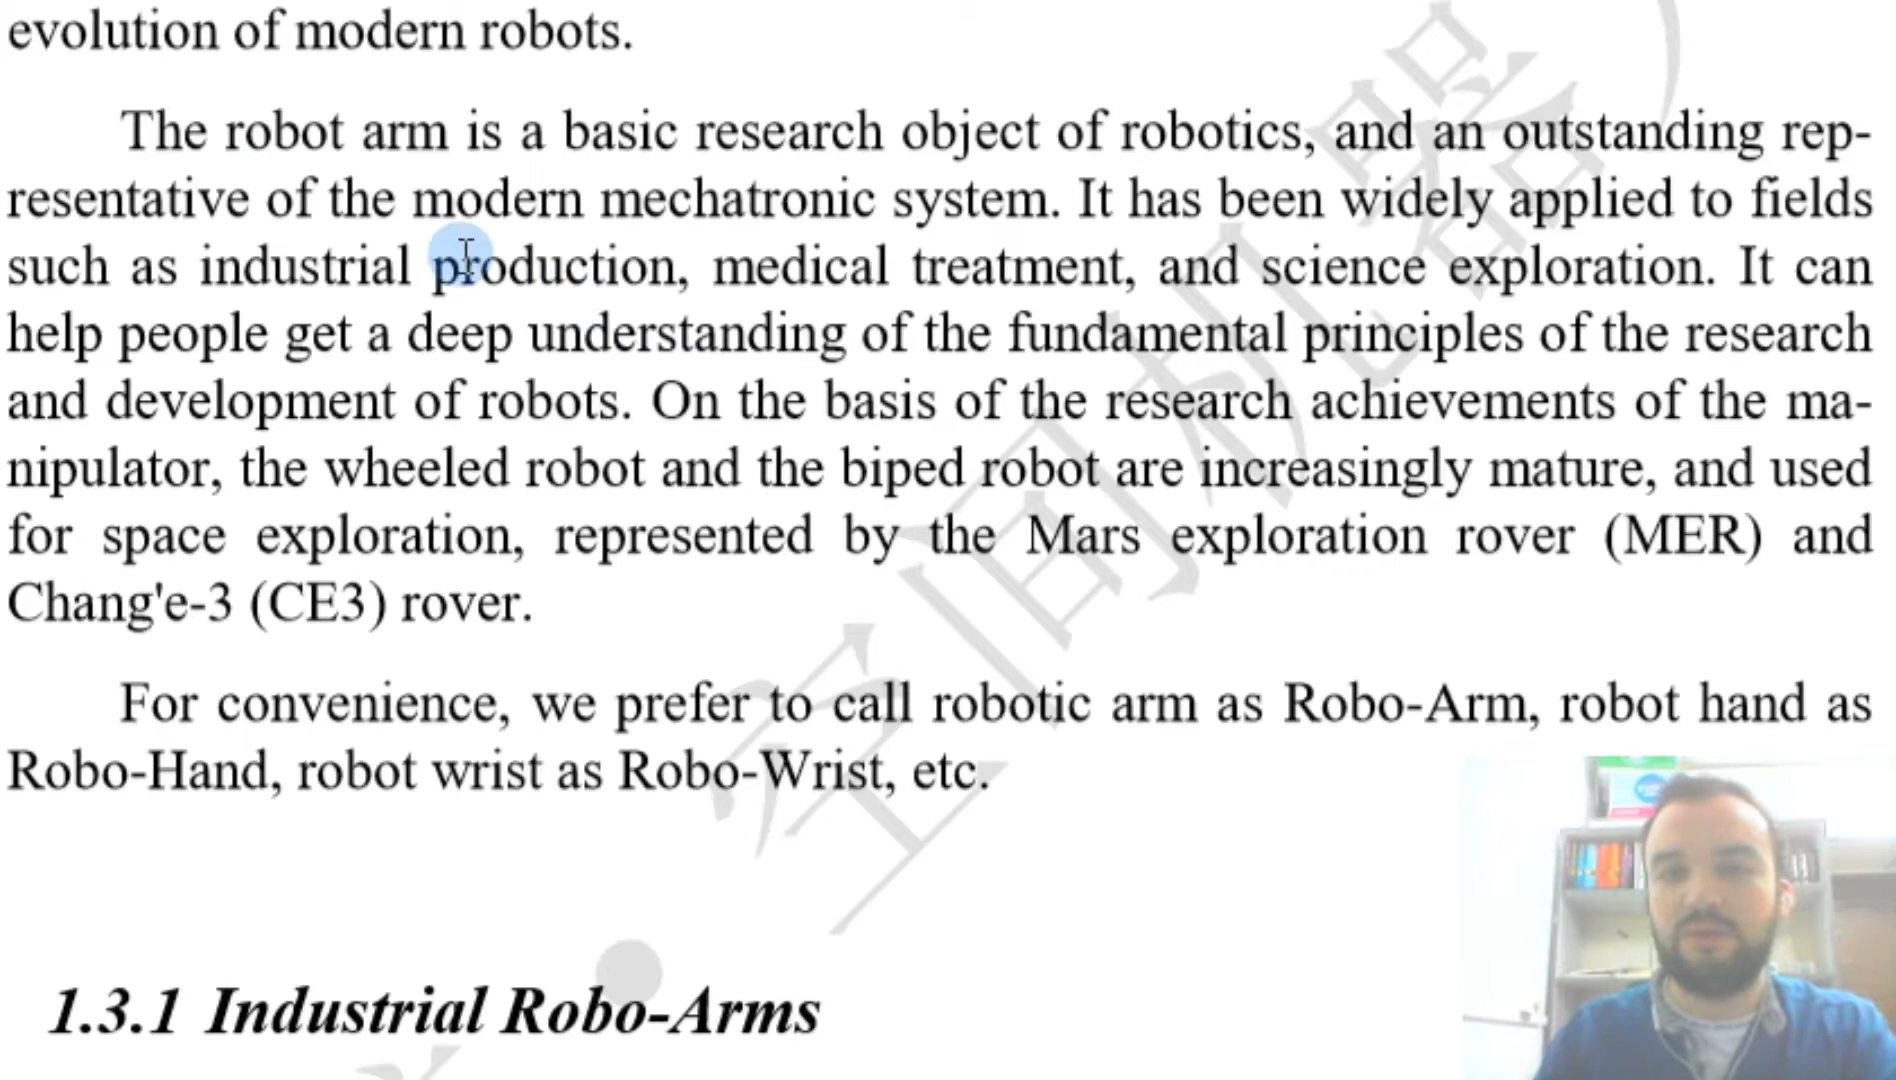 evolution of modern robots.
The robot arm is a basic research object of robotics, and an outstanding rep-
resentative of the modern mechatronic system. It has been widely applied to fields
such as industrial production, medical treatment, and science exploration. It can
help people get a deep understanding of the fundamental principles of the research
and development of robots. On the basis of the research achievements of the ma-
nipulator, the wheeled robot and the biped robot are increasingly mature, and used
for space exploration, represented by the Mars exploration rover (MER) and
Chang'e-3 (CE3) rover.
For convenience, we prefer to call robotic arm as Robo-Arm, robot hand as
Robo-Hand, robot wrist as Robo-Wrist, etc.
1.3.1 Industrial Robo-Arms
空间机器